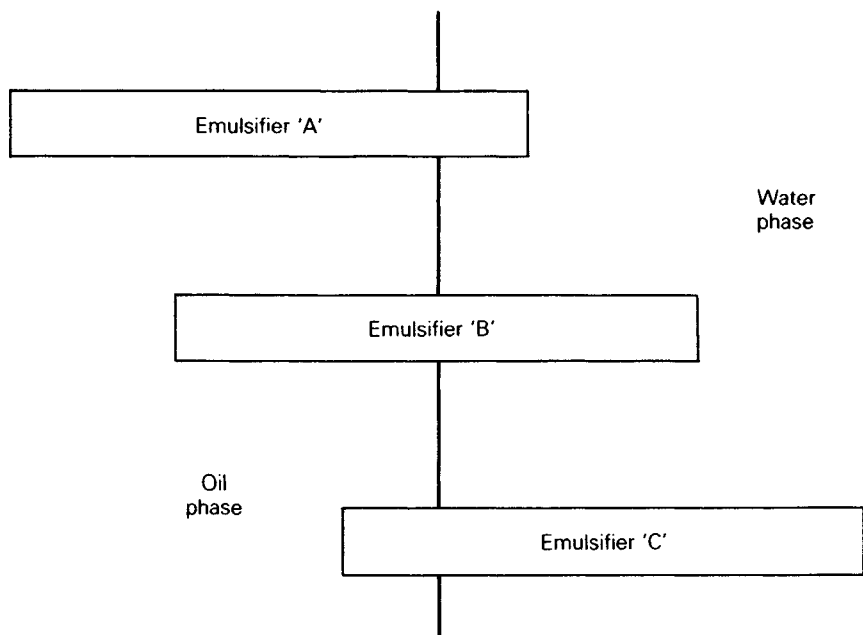 Emulsifier 'A'
Water
phase
Emulsifier 'B'
Oil
phase
Emulsifier 'C'